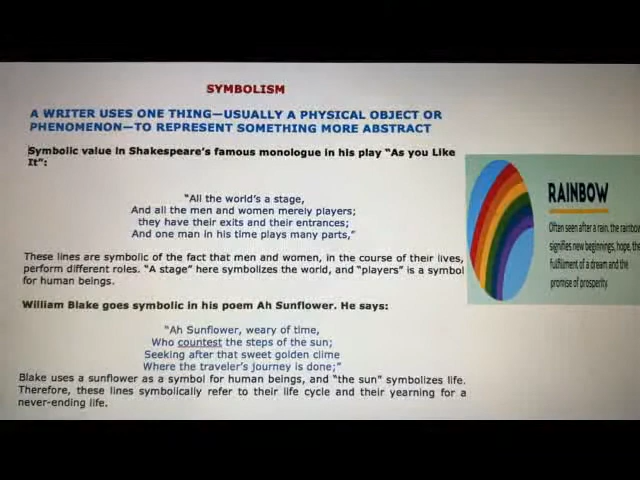 SYMBOLISM
A WRITER USES ONE THING—USUALLY A PHYSICAL OBJECT OR
PHENOMENON—TO REPRESENT SOMETHING MORE ABSTRACT
Symbolic value in Shakespeare's famous monologue in his play "As you Like
It":
"All the world's a stage,
And all the men and women merely players;
they have their exits and their entrances;
And one man in his time plays many parts,"
These lines are symbolic of the fact that men and women, in the course of their lives,
perform different roles. "A stage" here symbolizes the world, and "players" is a symbol
for human beings.
William Blake goes symbolic in his poem Ah Sunflower. He says:
"Ah Sunflower, weary of time,
Who countest the steps of the sun;
Seeking after that sweet golden clime
Where the traveler's journey is done;"
Blake uses a sunflower as a symbol for human beings, and "the sun" symbolizes life.
Therefore, these lines symbolically refer to their life cycle and their yearning for a
never-ending life.
RAINBOW
Often seen after a rain, the rainbow
signifies new beginnings, hope, the
fulfillment of a dream and the
promise of prosperity.